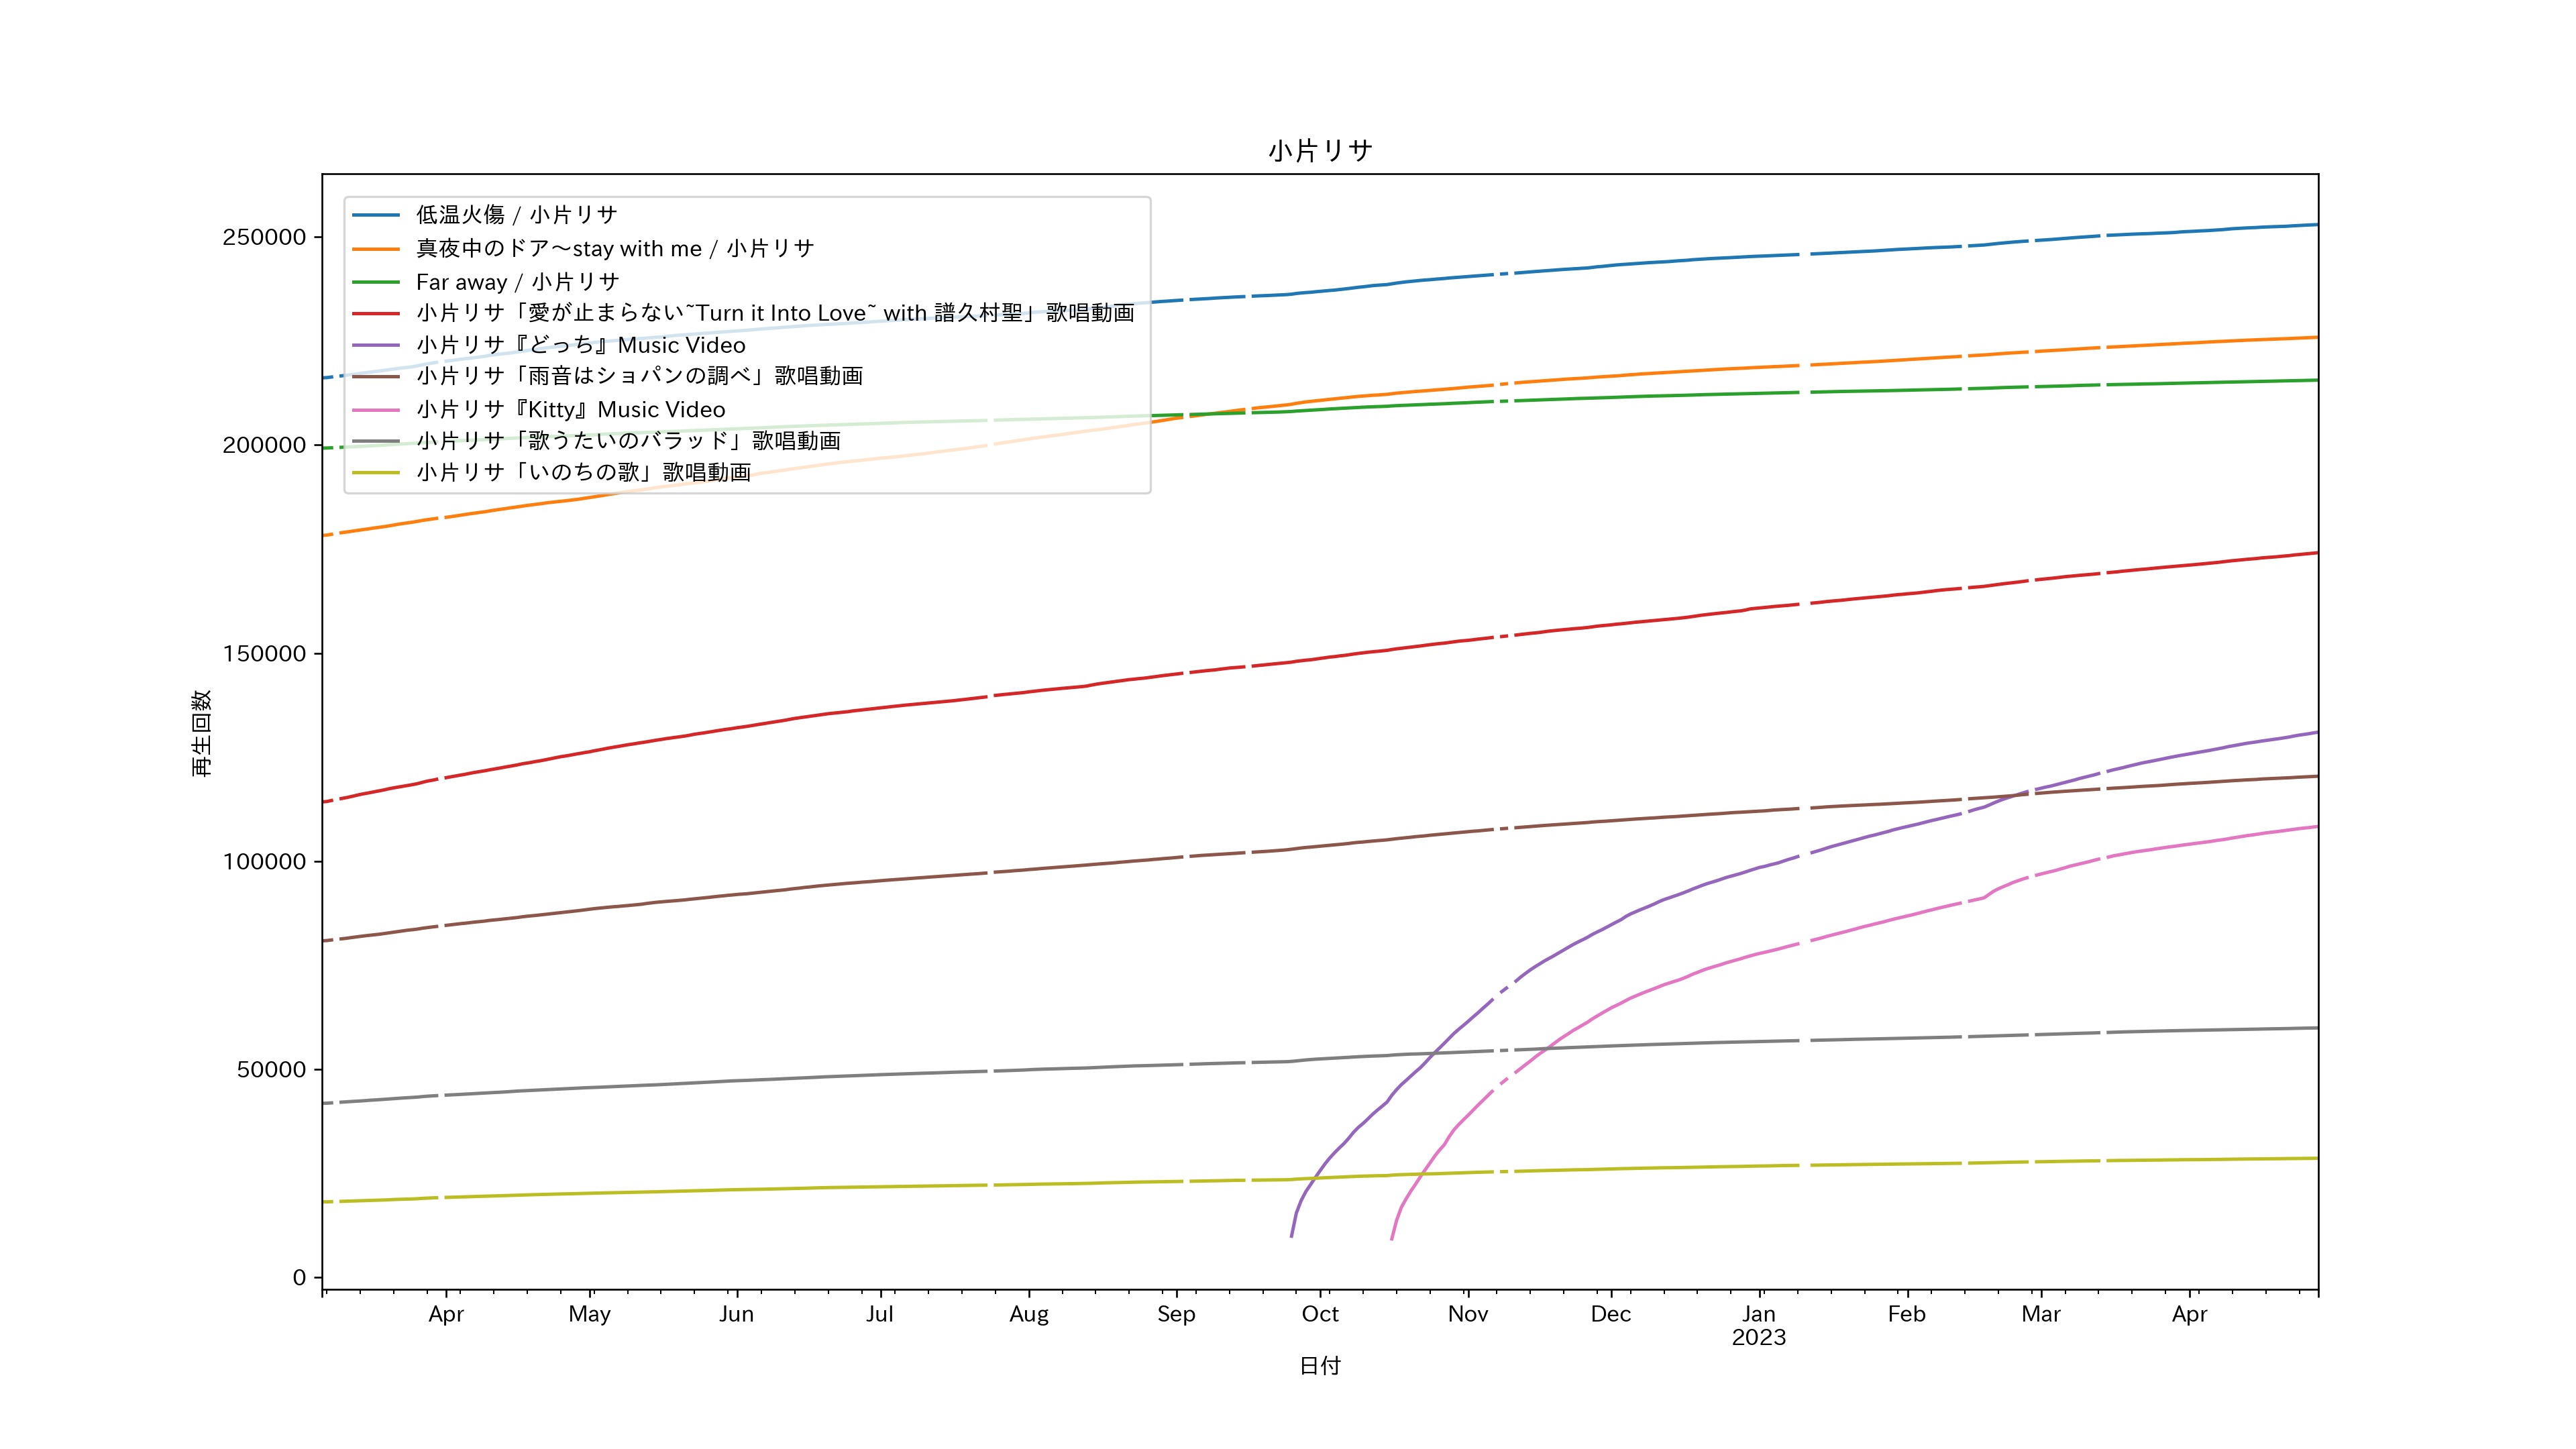 小片リサ
低温火傷 / 小片リサ
真夜中のドア〜stay with me / 小片リサ
Far away / 小片リサ
小片リサ「愛が止まらない~Turn it Into Love~ with 譜久村聖」歌唱動画
小片リサ『どっち』Music Video
小片リサ「雨音はショパンの調べ」歌唱動画
小片リサ『Kitty』Music Video
小片リサ「歌うたいのバラッド」歌唱動画
小片リサ「いのちの歌」歌唱動画
再生回数
250000
200000
150000
100000
50000
0
Apr May Jun Jul Aug Sep Oct Nov Dec Jan Feb Mar Apr
2023
日付